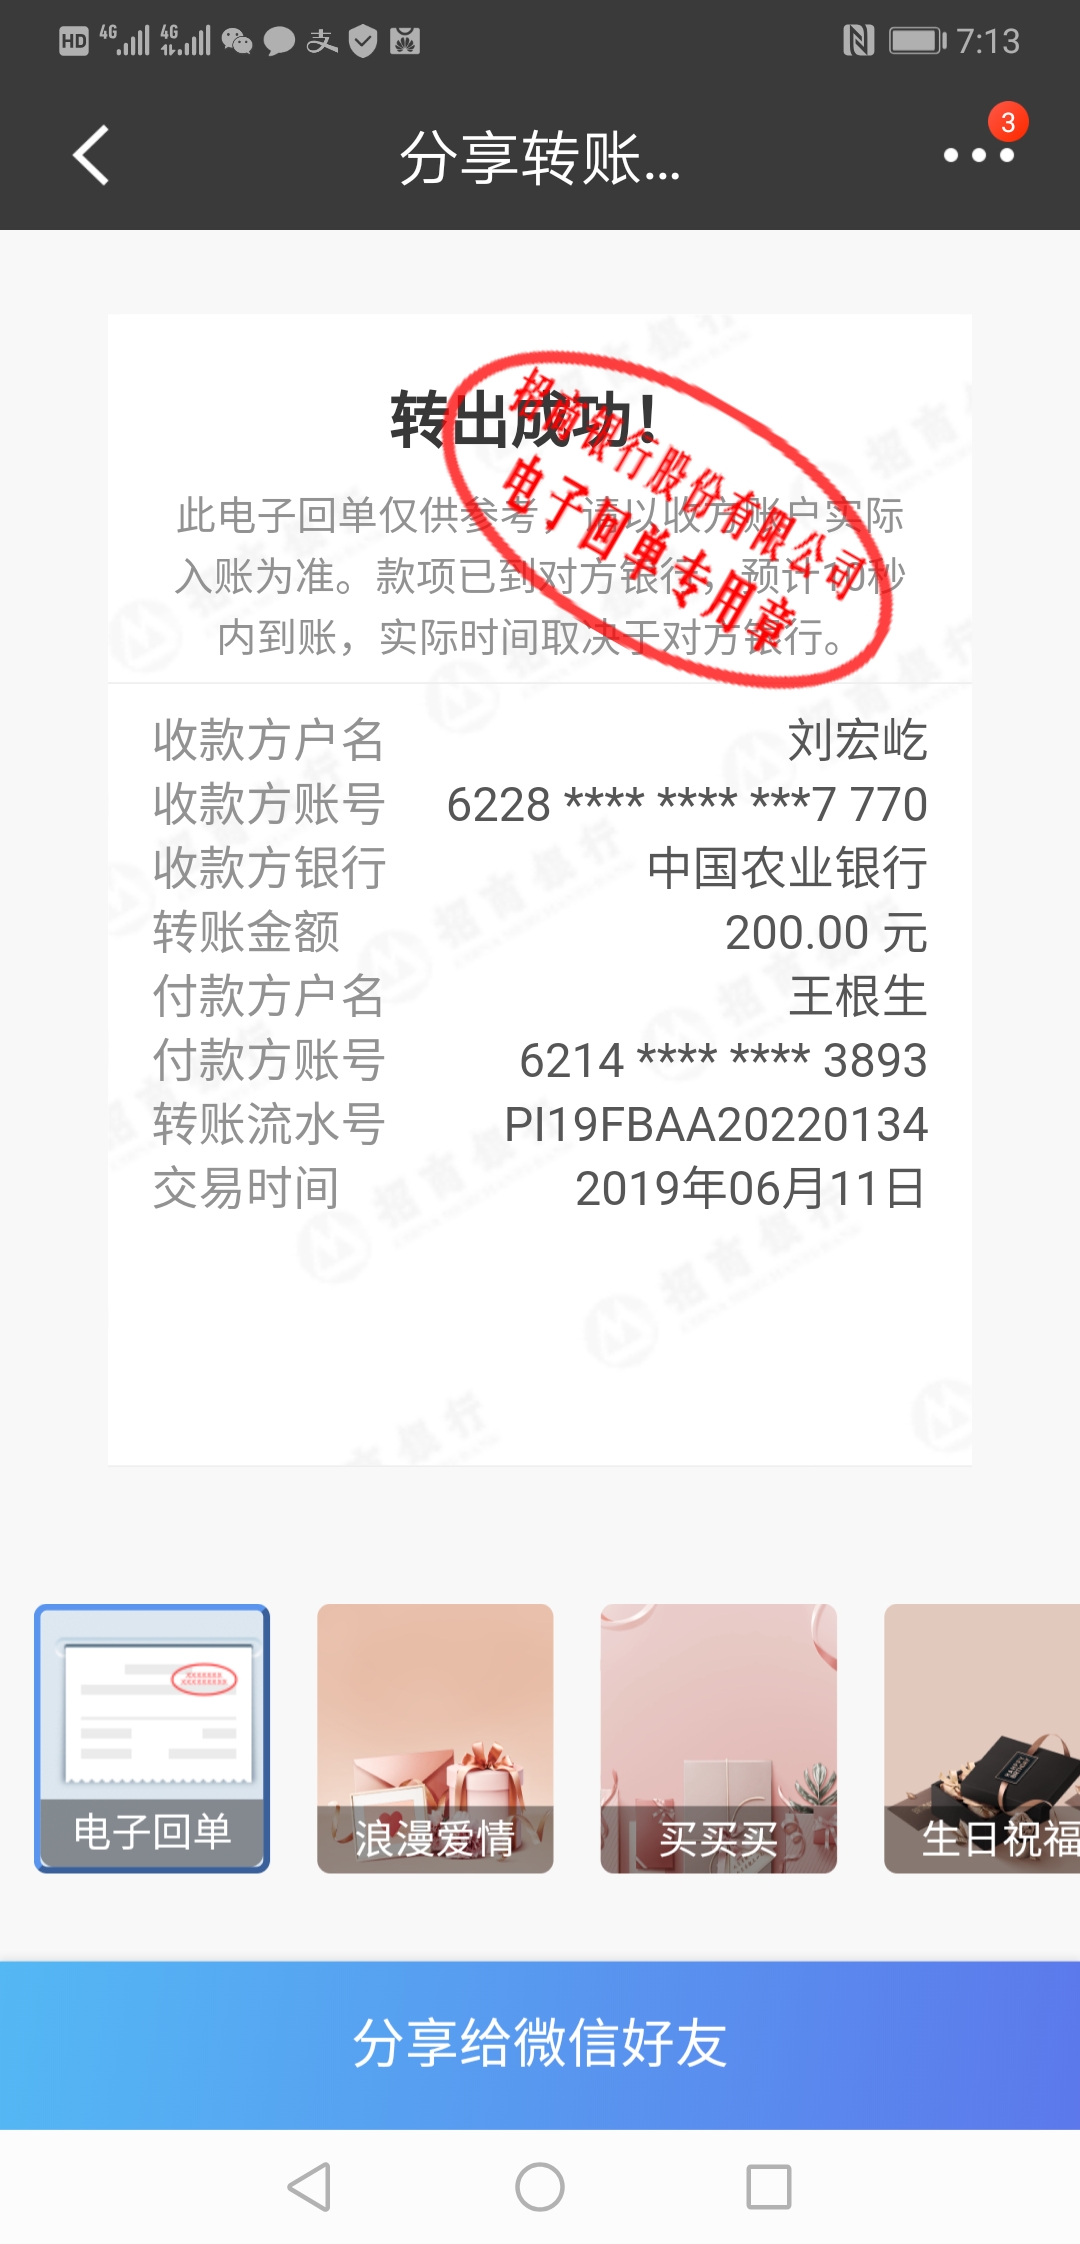 HD 4G 4G 支 7:13
分享转账... 3
转出成功!
招商银行股份有限公司
电子回单专用章
此电子回单仅供参考，请以收方账户实际
入账为准。款项已到对方银行，预计10秒
内到账，实际时间取决于对方银行。
收款方户名 刘宏屹
收款方账号 6228 **** **** ***7 770
收款方银行 中国农业银行
转账金额 200.00 元
付款方户名 王根生
付款方账号 6214 **** **** 3893
转账流水号 PI19FBAA20220134
交易时间 2019年06月11日
招商银行
电子回单 浪漫爱情 买买买 生日祝福
分享给微信好友